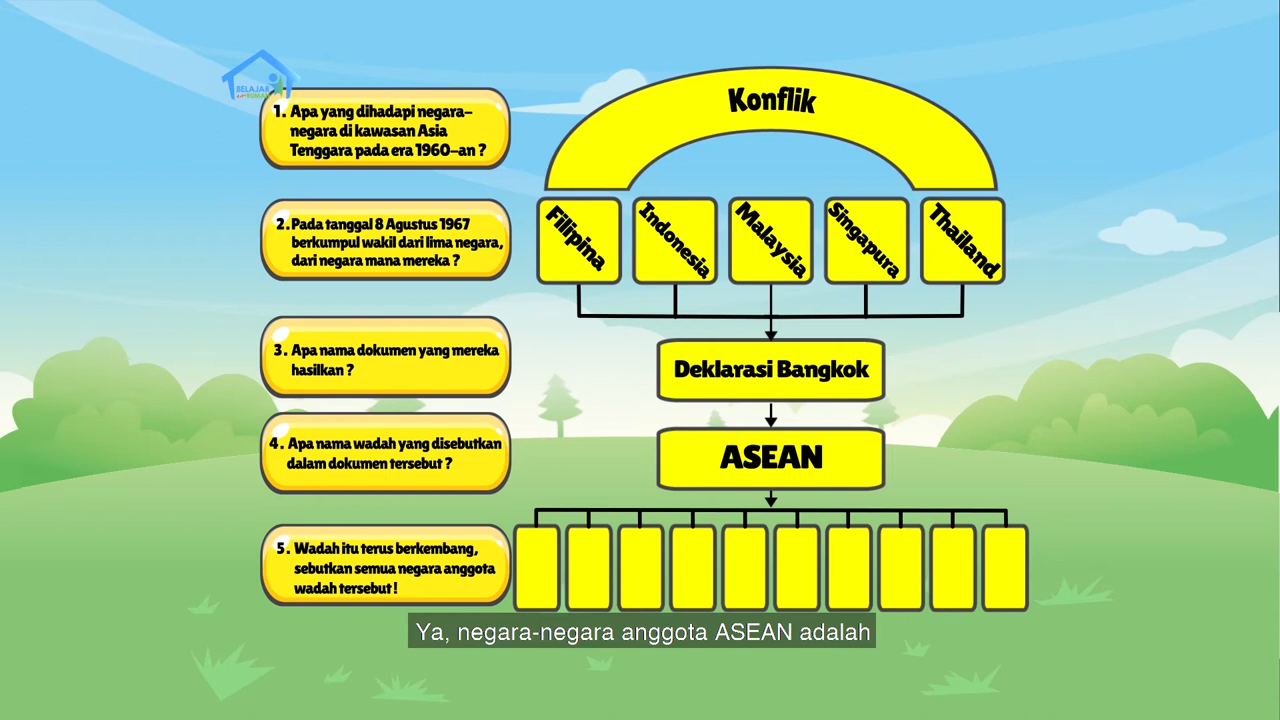 BELAJAR
dari RUMAH
1. Apa yang dihadapi negara-
negara di kawasan Asia
Tenggara pada era 1960-an ?
Konflik
2. Pada tanggal 8 Agustus 1967
berkumpul wakil dari lima negara,
dari negara mana mereka ?
Filipina
Indonesia
Malaysia
Singapura
Thailand
3. Apa nama dokumen yang mereka
hasilkan ?
Deklarasi Bangkok
4. Apa nama wadah yang disebutkan
dalam dokumen tersebut ?
ASEAN
5. Wadah itu terus berkembang,
sebutkan semua negara anggota
wadah tersebut !
Ya, negara-negara anggota ASEAN adalah